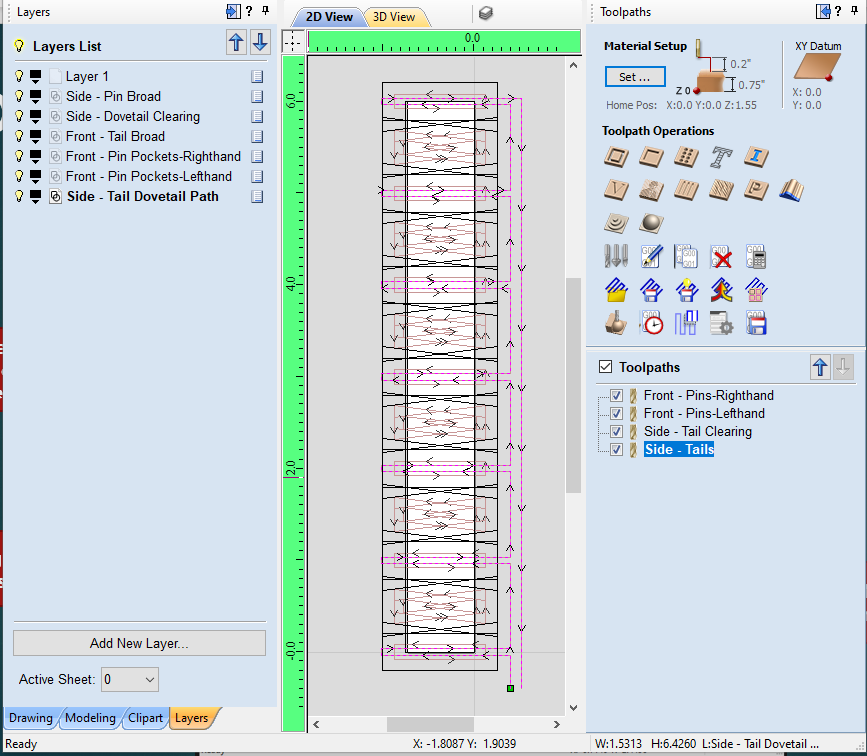 Layers
?
Layers List
Layer 1
Side - Pin Broad
Side - Dovetail Clearing
Front - Tail Broad
Front - Pin Pockets-Righthand
Front - Pin Pockets-Lefthand
Side - Tail Dovetail Path
Add New Layer...
Active Sheet: 0
Drawing Modeling Clipart Layers
Ready
2D View 3D View
0.0
6.0
4.0
2.0
-0.0
X: -1.8087 Y: 1.9039
Toolpaths
?
Material Setup
Set ...
Z 0
0.2"
0.75"
Home Pos: X:0.0 Y:0.0 Z:1.55
XY Datum
X: 0.0
Y: 0.0
Toolpath Operations
Toolpaths
Front - Pins-Righthand
Front - Pins-Lefthand
Side - Tail Clearing
Side - Tails
W:1.5313 H:6.4260 L:Side - Tail Dovetail ...